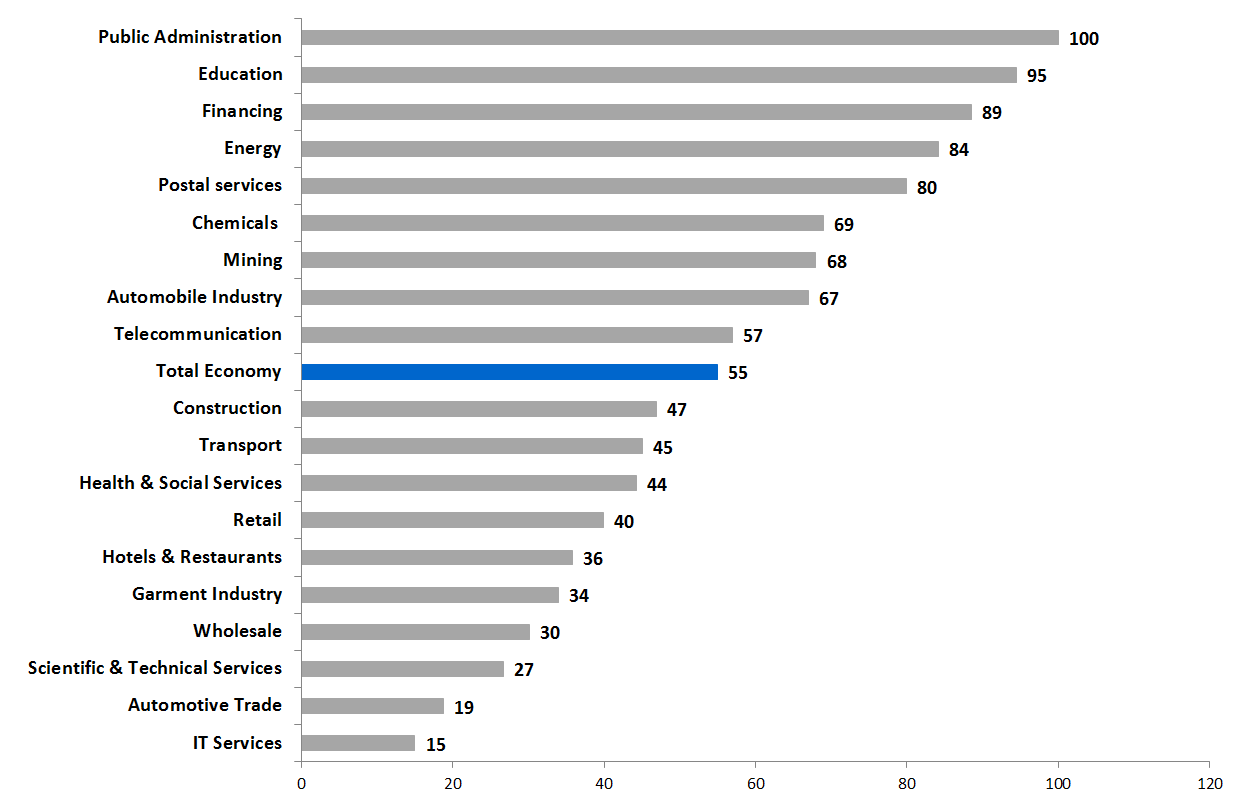 Public Administration 100
Education 95
Financing 89
Energy 84
Postal services 80
Chemicals 69
Mining 68
Automobile Industry 67
Telecommunication 57
Total Economy 55
Construction 47
Transport 45
Health & Social Services 44
Retail 40
Hotels & Restaurants 36
Garment Industry 34
Wholesale 30
Scientific & Technical Services 27
Automotive Trade 19
IT Services 15
0 20 40 60 80 100 120